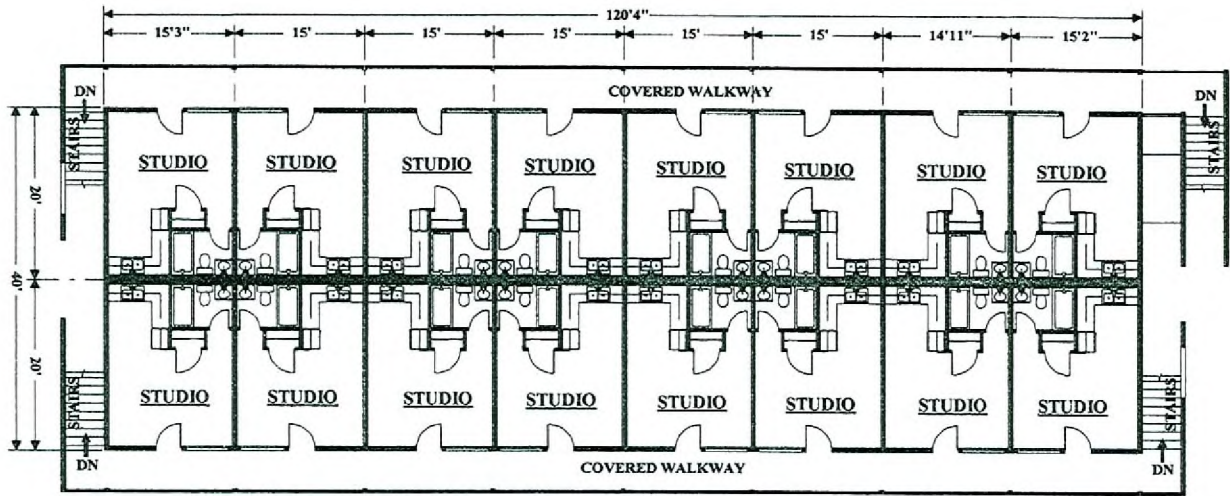 120'4"
15'3" 15' 15' 15' 15' 15' 14'11" 15'2"
DN COVERED WALKWAY DN
STAIRS STAIRS
STUDIO STUDIO STUDIO STUDIO STUDIO STUDIO STUDIO STUDIO
20'
40'
20'
STUDIO STUDIO STUDIO STUDIO STUDIO STUDIO STUDIO STUDIO
STAIRS STAIRS
DN COVERED WALKWAY DN